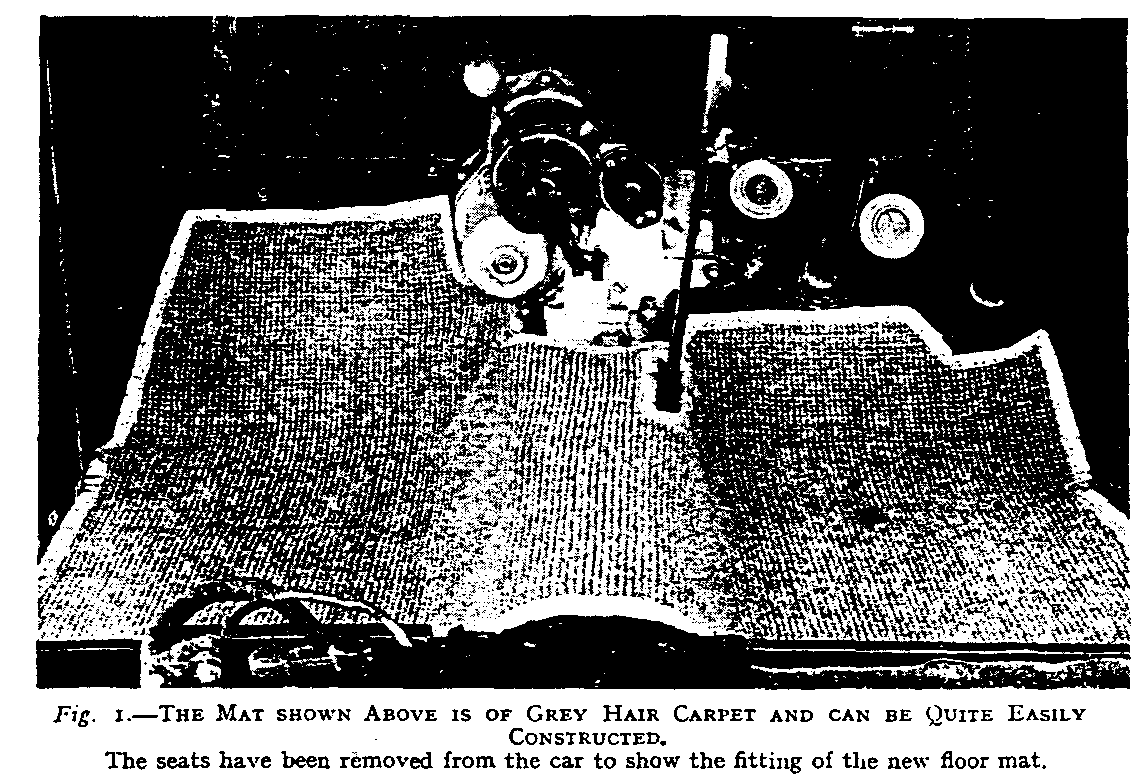 Fig. 1.—THE MAT SHOWN ABOVE IS OF GREY HAIR CARPET AND CAN BE QUITE EASILY
CONSTRUCTED.
The seats have been removed from the car to show the fitting of the new floor mat.